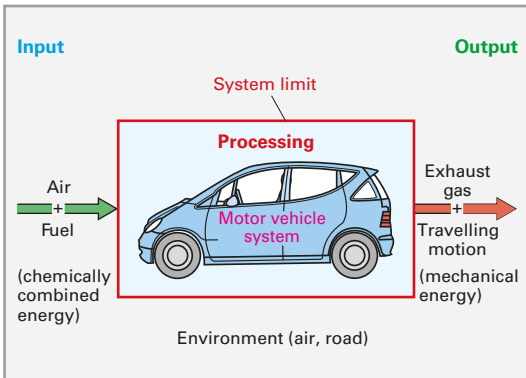 Input
Output
System limit
Processing
Air
+
Fuel
(chemically
combined
energy)
Motor vehicle
system
Exhaust
gas
+
Travelling
motion
(mechanical
energy)
Environment (air, road)